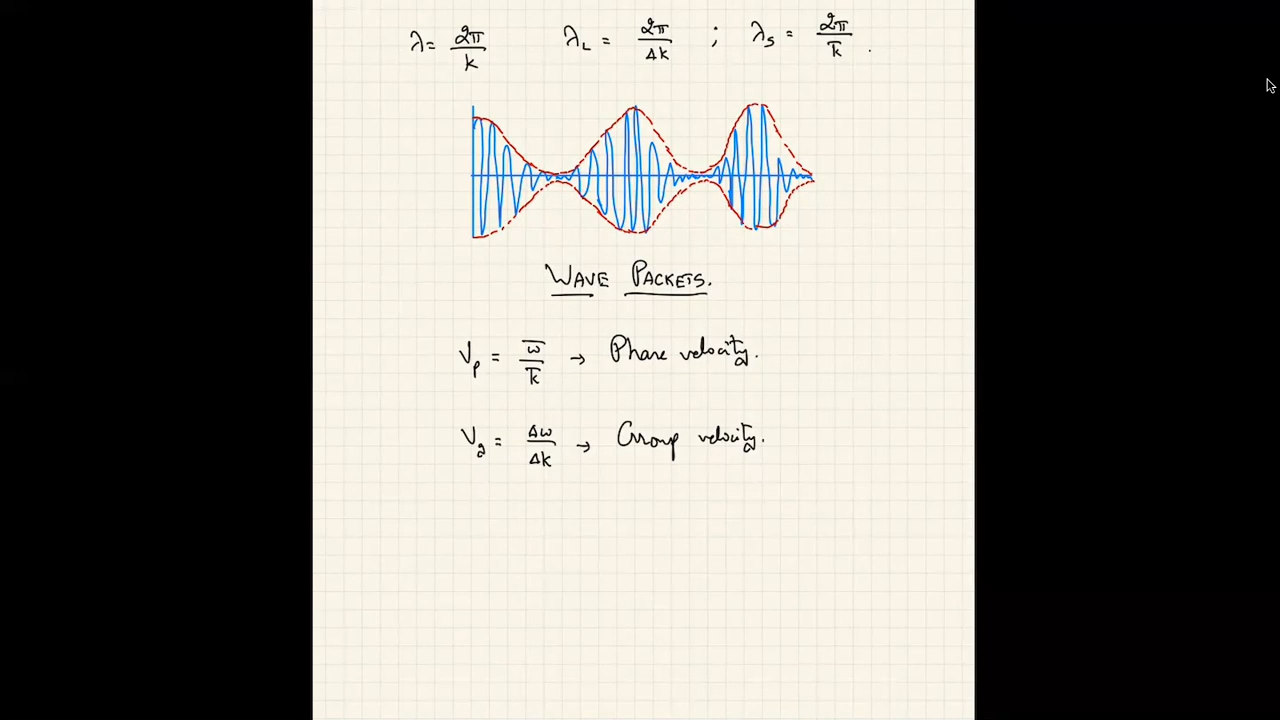 λ = 2π/k    λ_L = 2π/Δk ; λ_S = 2π/k̄ .
WAVE PACKETS.
V_p = ω̄/k̄ → Phase velocity.
V_g = Δω/Δk → Group velocity.